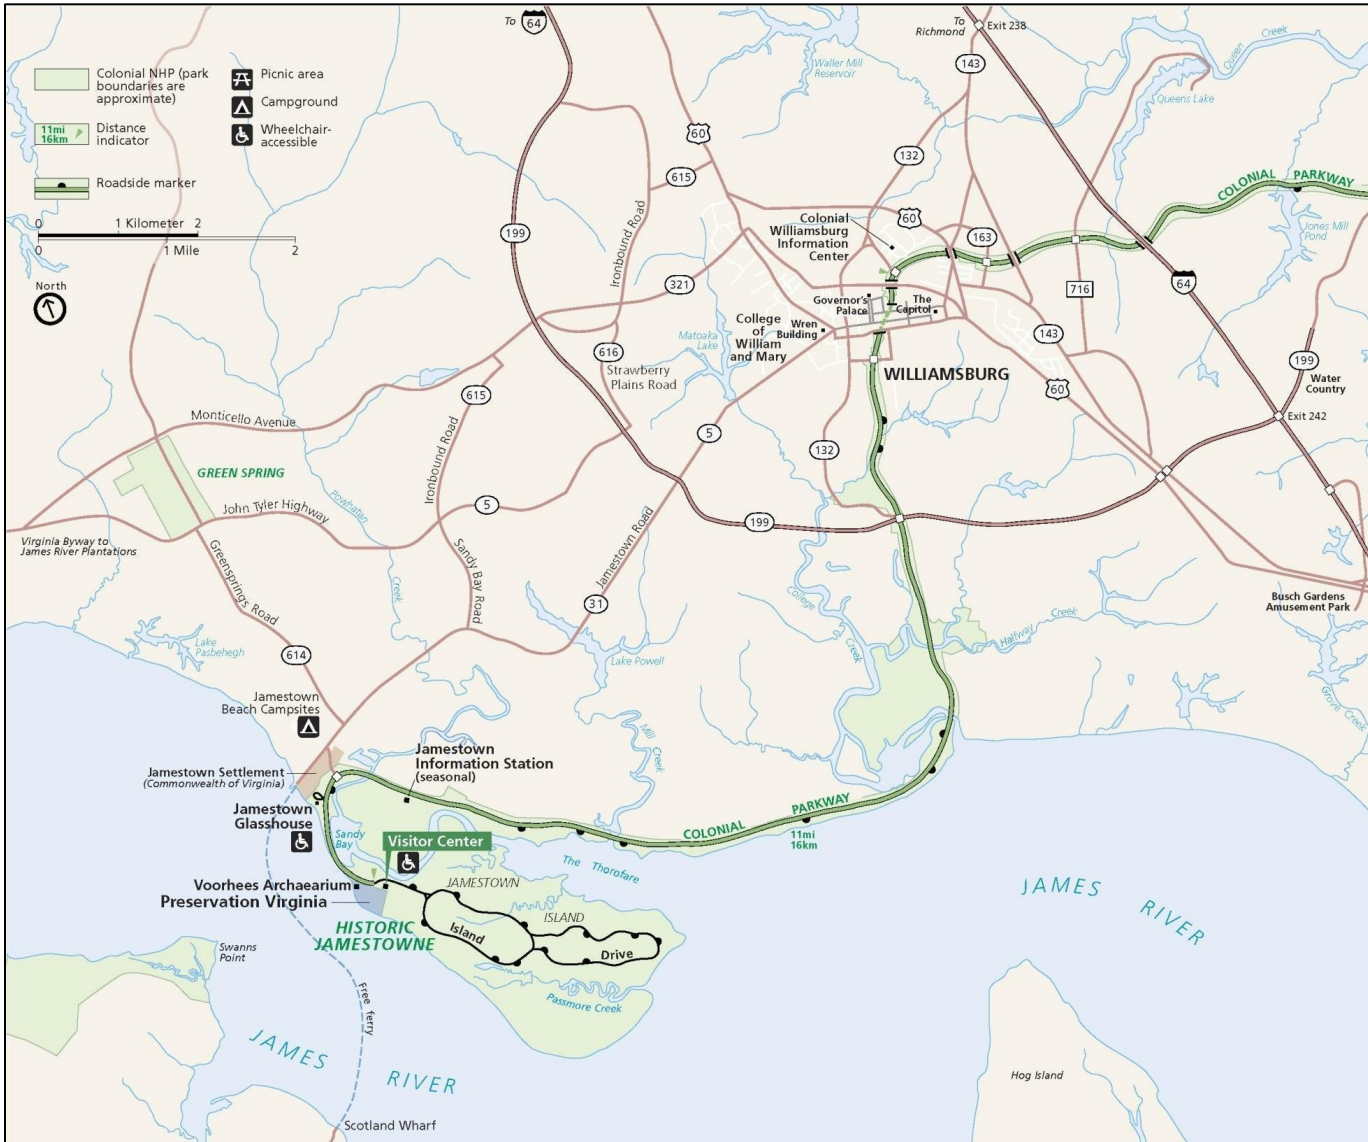 To
64
To
Richmond
Exit 238
Queen
Creek
Colonial NHP (park
boundaries are
approximate)
Picnic area
Campground
11mi
16km
Distance
indicator
Wheelchair-
accessible
Roadside marker
0
1 Kilometer
2
0
1 Mile
2
North
Waller Mill
Reservoir
143
Queens Lake
60
132
615
199
Ironbound Road
COLONIAL PARKWAY
60
Colonial
Williamsburg
Information
Center
163
Jones Mill
Pond
321
64
716
Governor's
Palace
The
Capitol
College
of
William
and Mary
Wren
Building
Matoaka
Lake
143
616
Strawberry
Plains Road
WILLIAMSBURG
199
60
Water
Country
615
Monticello Avenue
Ironbound Road
Exit 242
5
132
GREEN SPRING
Powhatan
Creek
John Tyler Highway
5
199
Virginia Byway to
James River Plantations
Greensprings Road
Sandy Bay Road
Jamestown Road
31
College
Creek
Halfway
Creek
Busch Gardens
Amusement Park
Lake
Pasbehegh
614
Lake Powell
Grove Creek
Jamestown
Beach Campsites
Mill
Creek
Jamestown
Information Station
(seasonal)
Jamestown Settlement
(Commonwealth of Virginia)
Jamestown
Glasshouse
Sandy
Bay
COLONIAL PARKWAY
11mi
16km
Visitor Center
The Thorofare
Voorhees Archaearium
Preservation Virginia
JAMESTOWN
ISLAND
HISTORIC
JAMESTOWNE
Island
Drive
JAMES
RIVER
Swanns
Point
Passmore Creek
Free ferry
JAMES
RIVER
Hog Island
Scotland Wharf